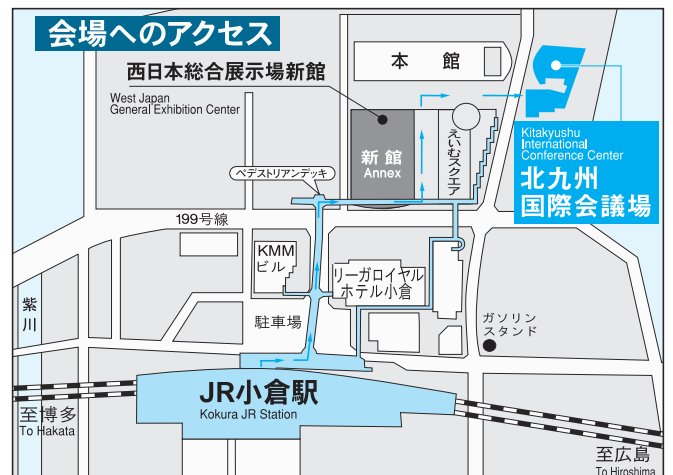 会場へのアクセス
本 館
西日本総合展示場新館
West Japan
General Exhibition Center
Kitakyushu
International
Conference Center
北九州
国際会議場
新 館
Annex
えいむスクエア
ペデストリアンデッキ
199号線
KMM
ビル
リーガロイヤル
ホテル小倉
紫川
駐車場
ガソリン
スタンド
JR小倉駅
Kokura JR Station
至博多
To Hakata
至広島
To Hiroshima